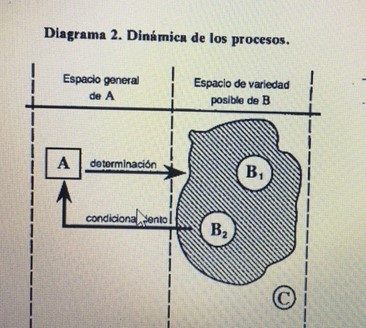 Diagrama 2. Dinámica de los procesos.
Espacio general
de A
Espacio de variedad
posible de B
A
determinación
B₁
condicionamiento
B₂
C